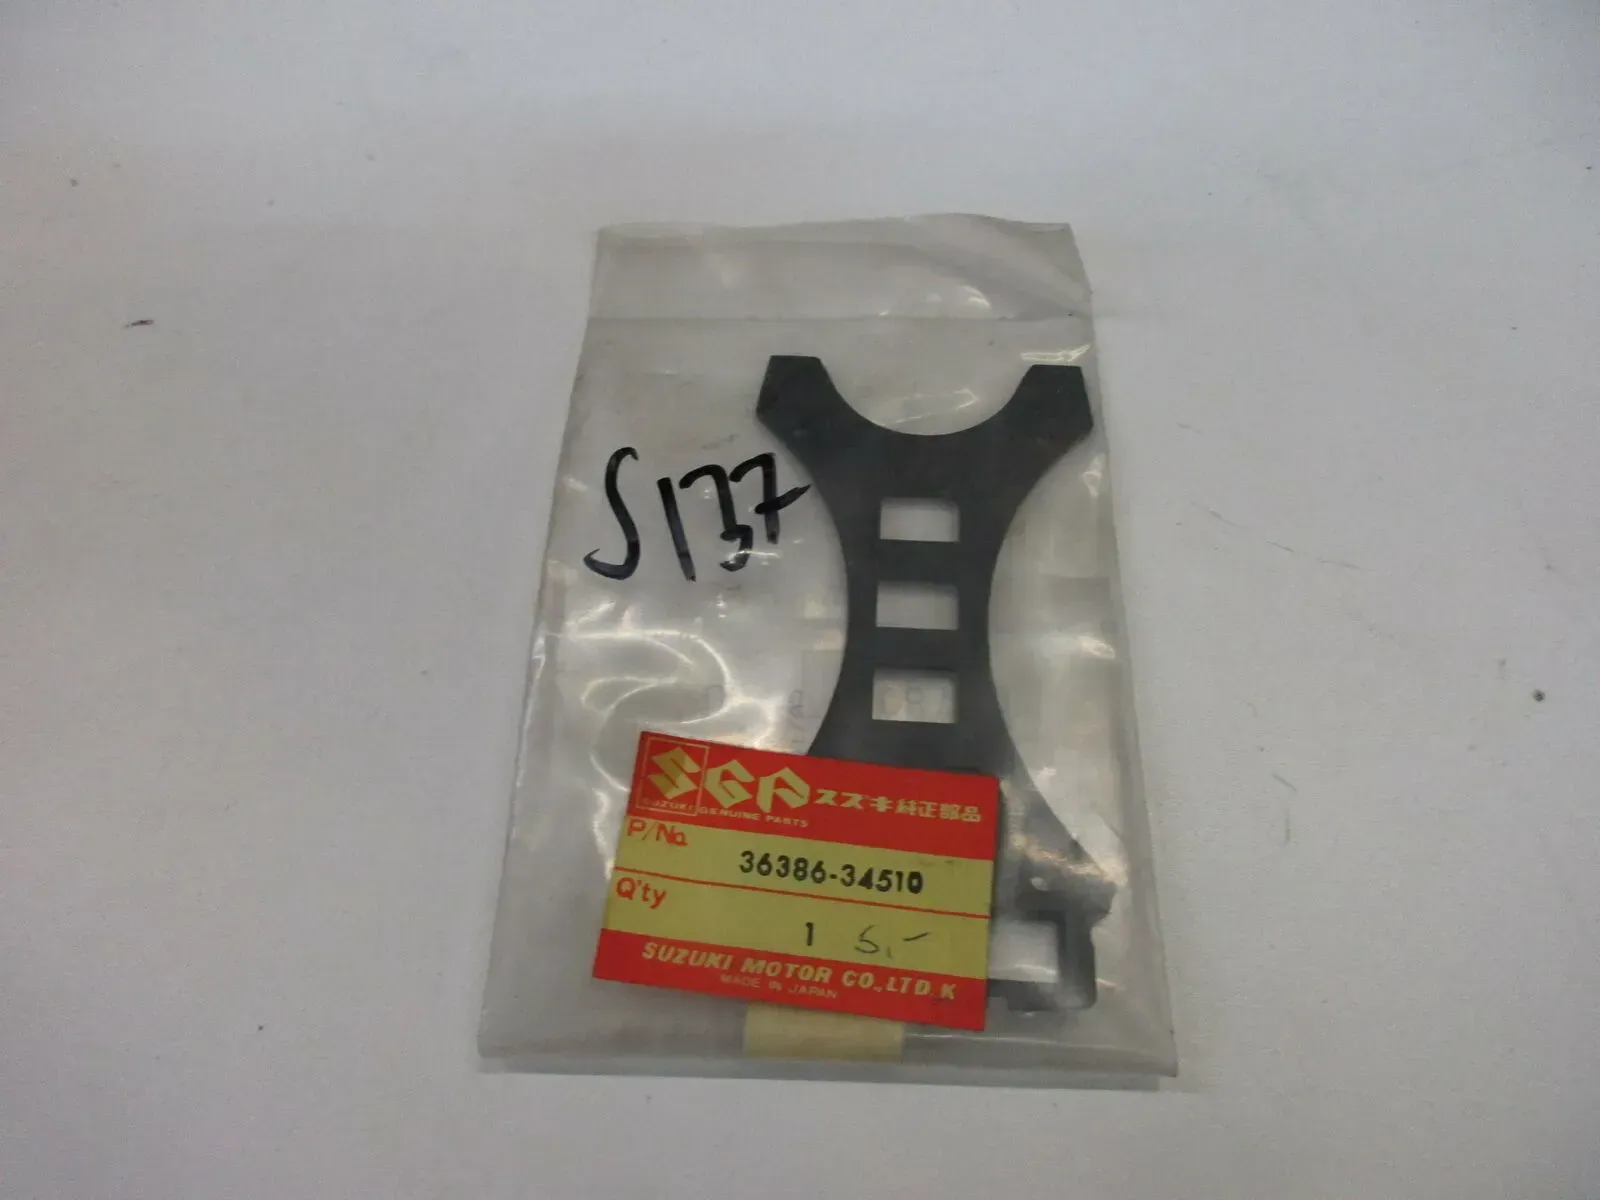 S137
SGP スズキ純正部品
SUZUKI GENUINE PARTS
P/No. 36386-34510
Q'ty 1 5,-
SUZUKI MOTOR CO.,LTD.
MADE IN JAPAN